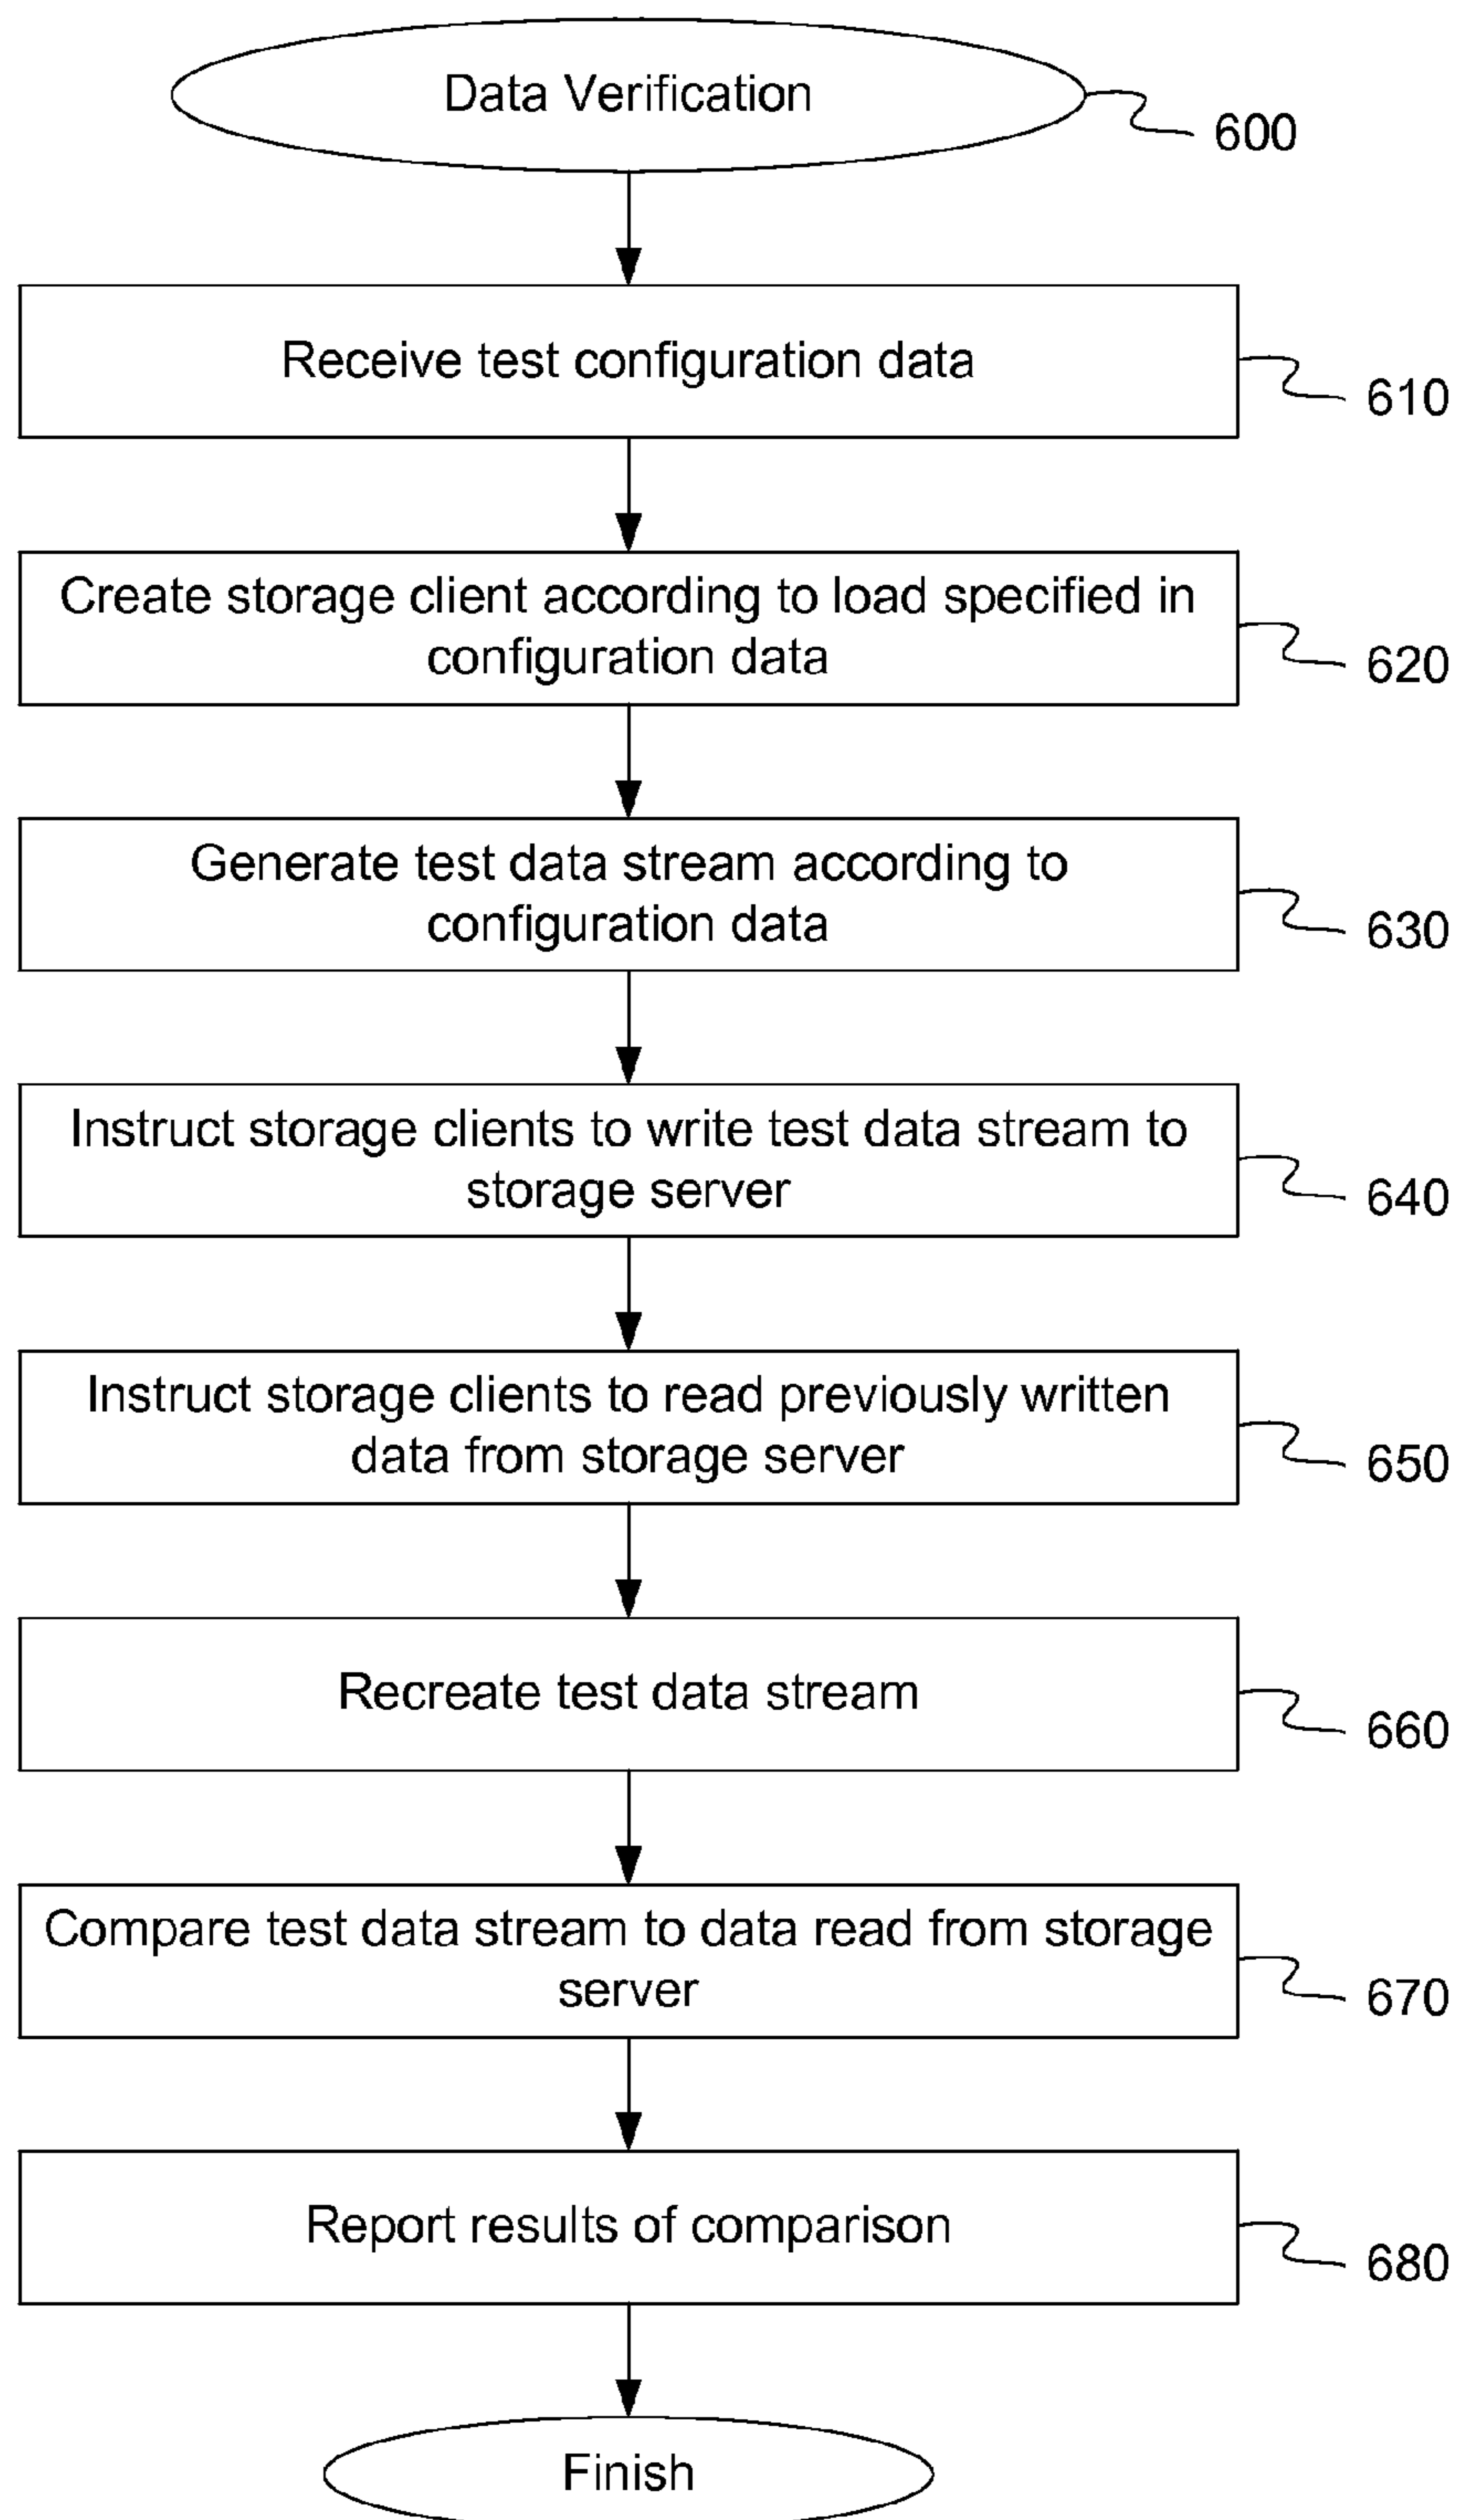 Data Verification
600
Receive test configuration data
610
Create storage client according to load specified in
configuration data
620
Generate test data stream according to
configuration data
630
Instruct storage clients to write test data stream to
storage server
640
Instruct storage clients to read previously written
data from storage server
650
Recreate test data stream
660
Compare test data stream to data read from storage
server
670
Report results of comparison
680
Finish